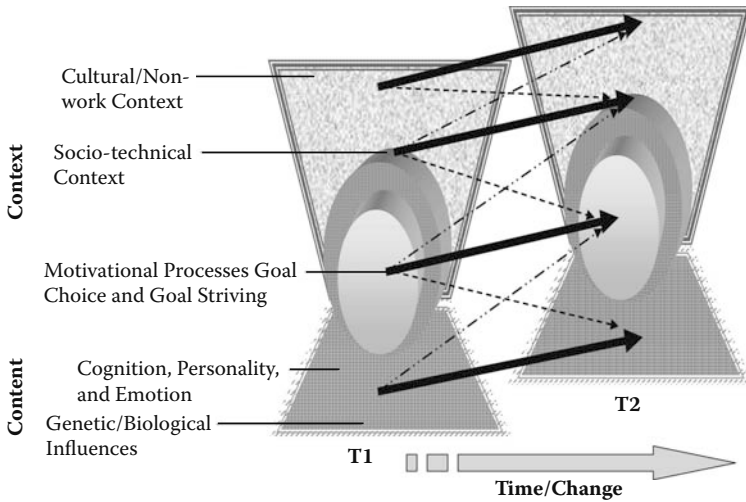 Cultural/Non-
work Context
Socio-technical
Context
Context
Motivational Processes Goal
Choice and Goal Striving
Cognition, Personality,
and Emotion
Content
Genetic/Biological
Influences
T1
T2
Time/Change